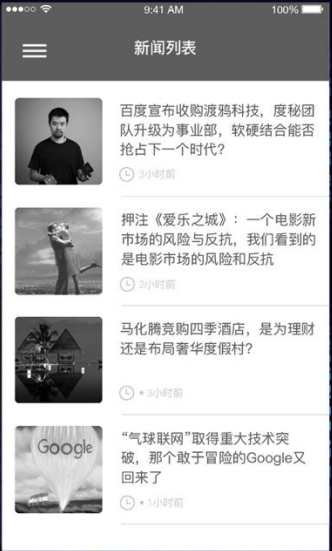 9:41 AM 100%
新闻列表
百度宣布收购渡鸦科技，度秘团
队升级为事业部，软硬结合能否
抢占下一个时代？
3小时前
押注《爱乐之城》：一个电影新
市场的风险与反抗，我们看到的
是电影市场的风险和反抗
2小时前
马化腾竞购四季酒店，是为理财
还是布局奢华度假村？
• 3小时前
Google
“气球联网”取得重大技术突
破，那个敢于冒险的Google又
回来了
• 1小时前